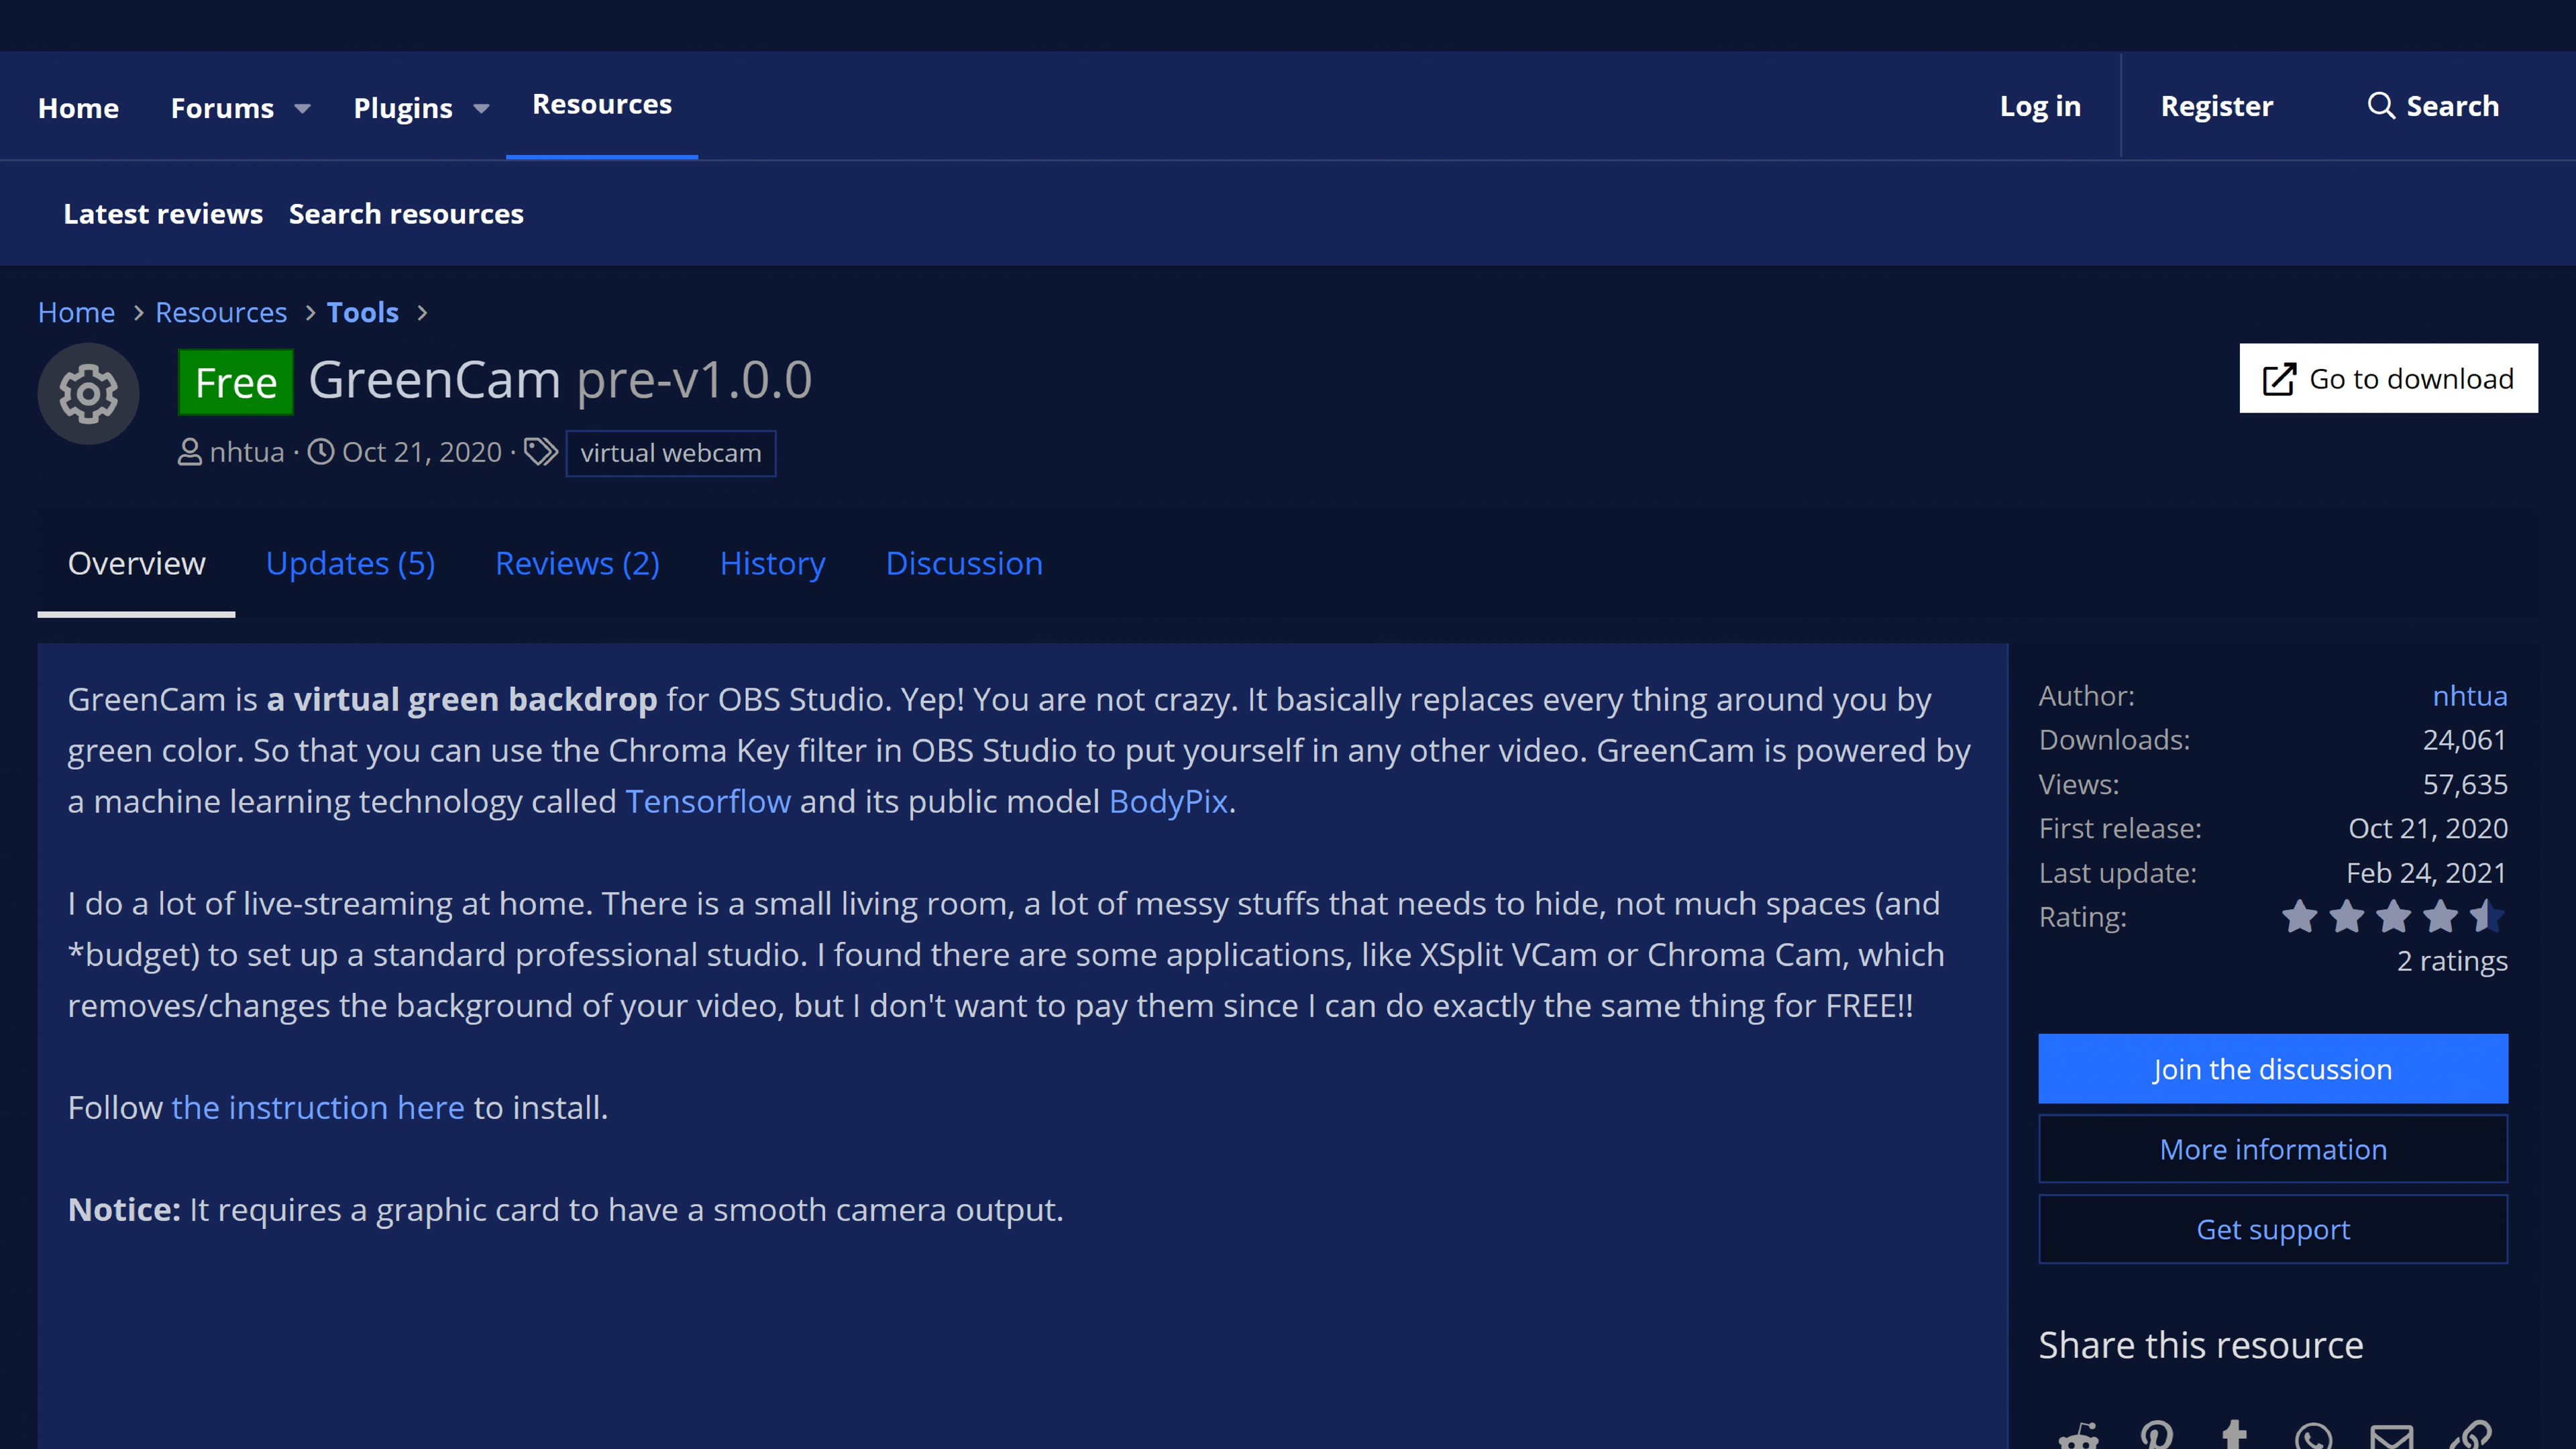 Home Forums Plugins Resources Log in Register Search
Latest reviews Search resources
Home Resources Tools
Free GreenCam pre-v1.0.0
Go to download
nhtua · Oct 21, 2020 · virtual webcam
Overview Updates (5) Reviews (2) History Discussion
GreenCam is a virtual green backdrop for OBS Studio. Yep! You are not crazy. It basically replaces every thing around you by
green color. So that you can use the Chroma Key filter in OBS Studio to put yourself in any other video. GreenCam is powered by
a machine learning technology called Tensorflow and its public model BodyPix.
I do a lot of live-streaming at home. There is a small living room, a lot of messy stuffs that needs to hide, not much spaces (and
*budget) to set up a standard professional studio. I found there are some applications, like XSplit VCam or Chroma Cam, which
removes/changes the background of your video, but I don't want to pay them since I can do exactly the same thing for FREE!!
Follow the instruction here to install.
Notice: It requires a graphic card to have a smooth camera output.
Author: nhtua
Downloads: 24,061
Views: 57,635
First release: Oct 21, 2020
Last update: Feb 24, 2021
Rating:
2 ratings
Join the discussion
More information
Get support
Share this resource